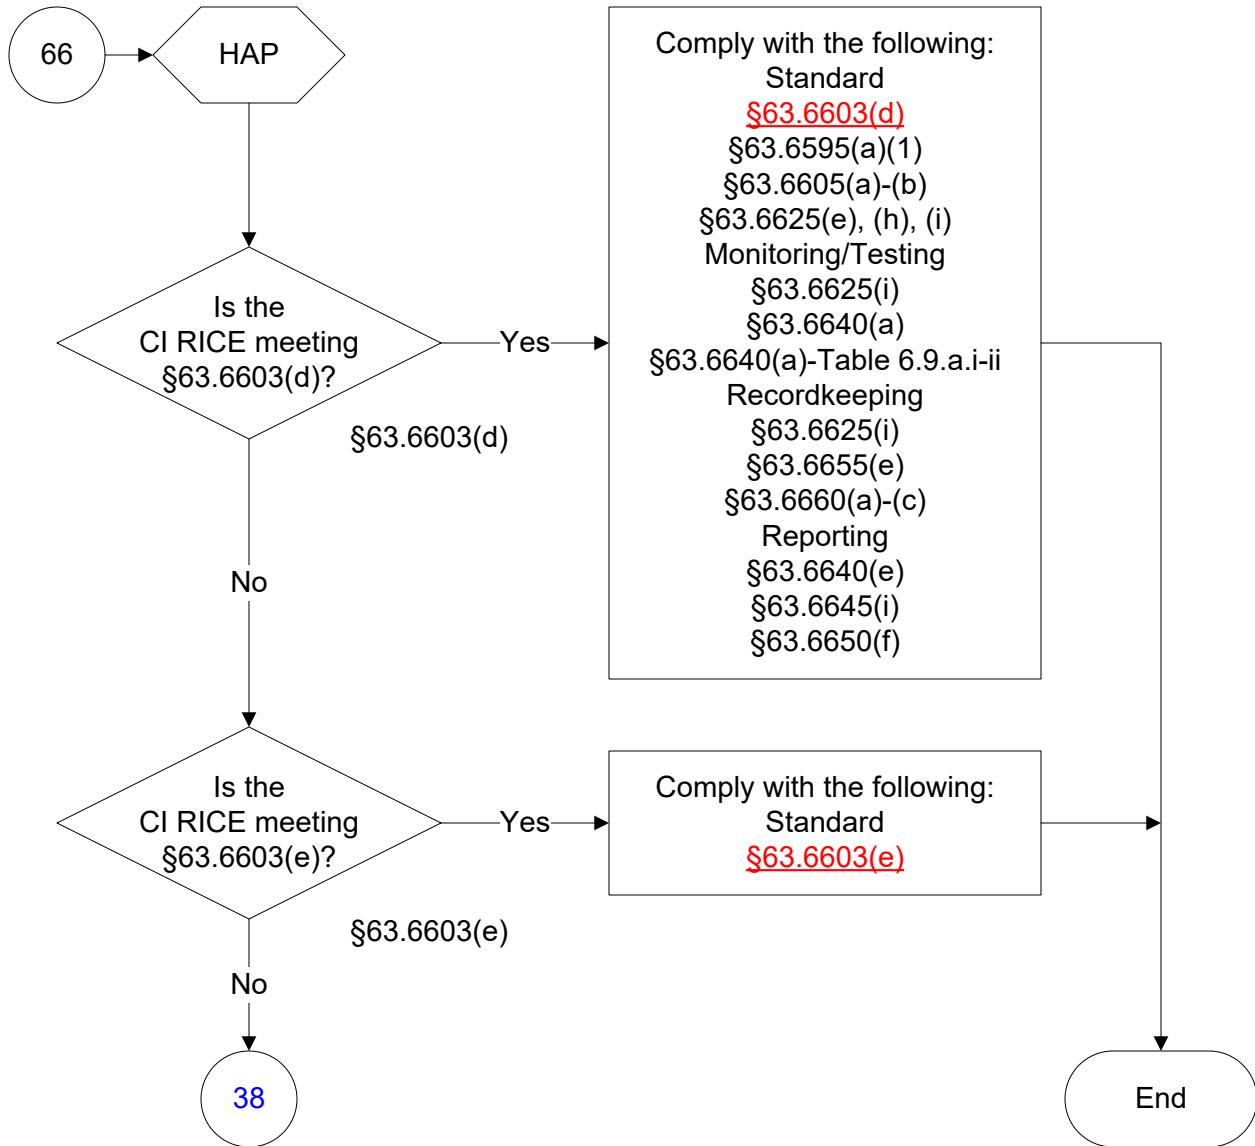 66
HAP
Comply with the following:
Standard
§63.6603(d)
§63.6595(a)(1)
§63.6605(a)-(b)
§63.6625(e), (h), (i)
Monitoring/Testing
§63.6625(i)
§63.6640(a)
§63.6640(a)-Table 6.9.a.i-ii
Recordkeeping
§63.6625(i)
§63.6655(e)
§63.6660(a)-(c)
Reporting
§63.6640(e)
§63.6645(i)
§63.6650(f)
Is the
CI RICE meeting
§63.6603(d)?
Yes
§63.6603(d)
No
Is the
CI RICE meeting
§63.6603(e)?
Yes
Comply with the following:
Standard
§63.6603(e)
§63.6603(e)
No
38
End